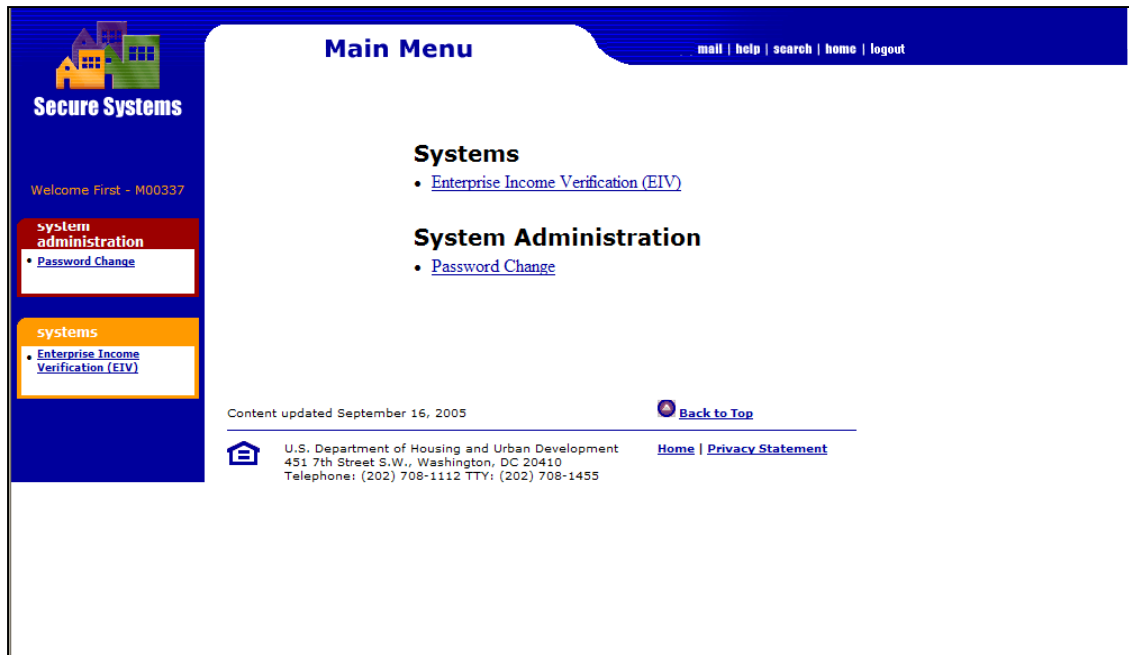 Main Menu
mail | help | search | home | logout
Secure Systems
Welcome First - M00337
system
administration
• Password Change
systems
• Enterprise Income
Verification (EIV)
Systems
• Enterprise Income Verification (EIV)
System Administration
• Password Change
Content updated September 16, 2005
Back to Top
U.S. Department of Housing and Urban Development
451 7th Street S.W., Washington, DC 20410
Telephone: (202) 708-1112 TTY: (202) 708-1455
Home | Privacy Statement